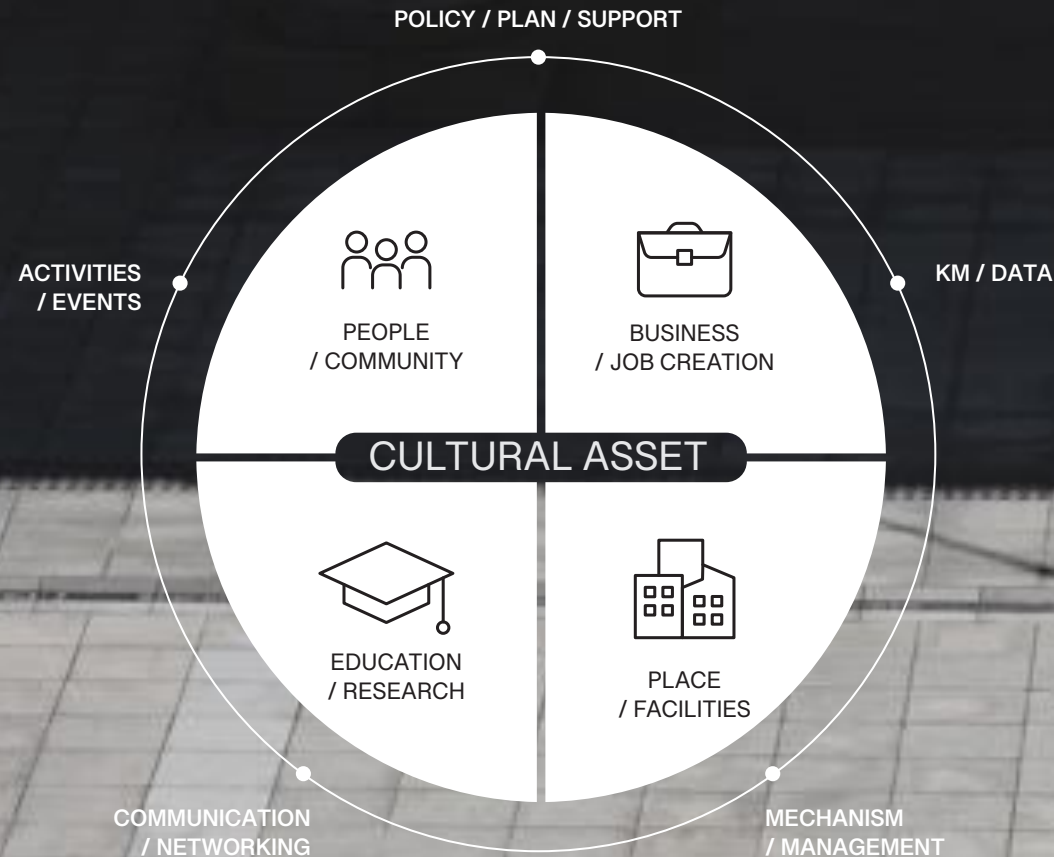 POLICY / PLAN / SUPPORT
ACTIVITIES
/ EVENTS
KM / DATA
PEOPLE
/ COMMUNITY
BUSINESS
/ JOB CREATION
CULTURAL ASSET
EDUCATION
/ RESEARCH
PLACE
/ FACILITIES
COMMUNICATION
/ NETWORKING
MECHANISM
/ MANAGEMENT